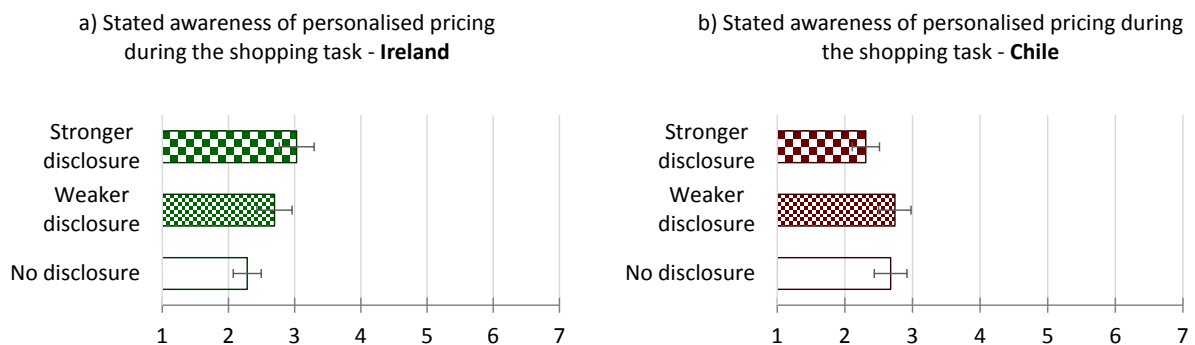 a) Stated awareness of personalised pricing
during the shopping task - Ireland
Stronger
disclosure
Weaker
disclosure
No disclosure
1 2 3 4 5 6 7
b) Stated awareness of personalised pricing during
the shopping task - Chile
Stronger
disclosure
Weaker
disclosure
No disclosure
1 2 3 4 5 6 7